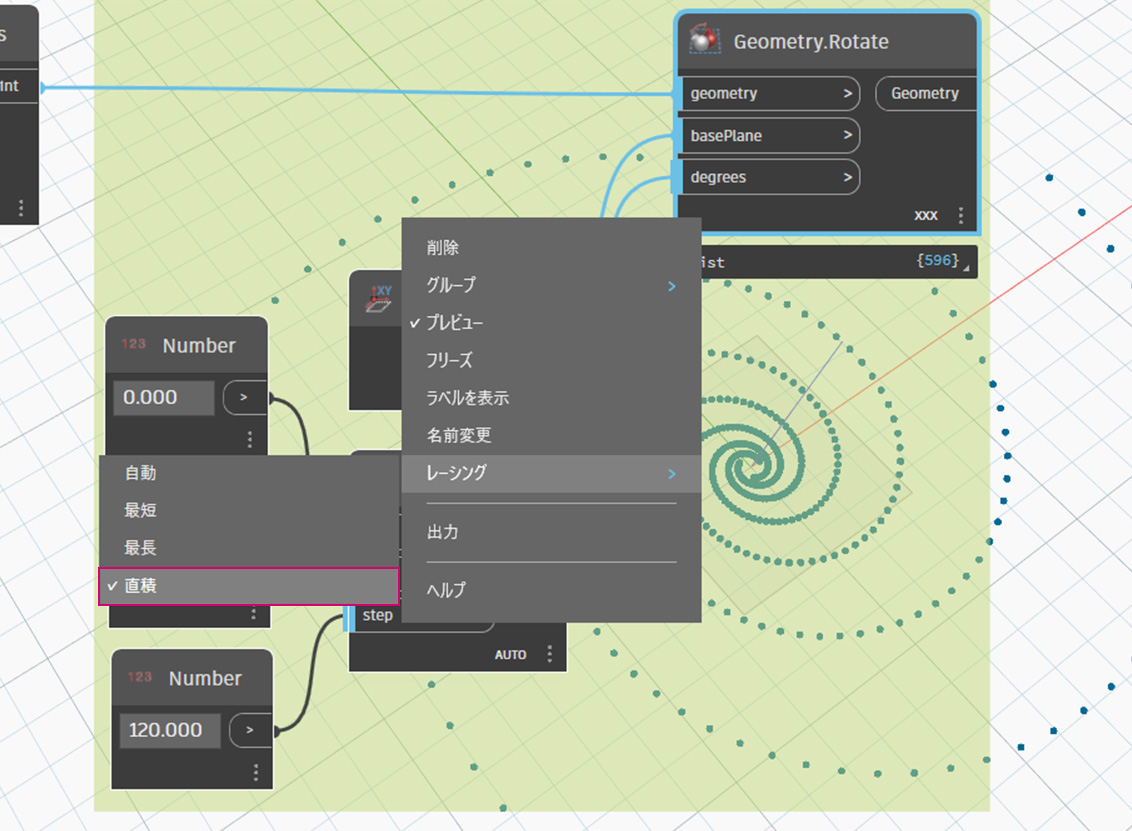 s
int
Geometry.Rotate
geometry >
Geometry
basePlane >
degrees >
XXX
ist
{596}
XY
123 Number
0.000 >
削除
グループ >
✓ プレビュー
フリーズ
ラベルを表示
名前変更
レーシング >
出力
ヘルプ
自動
最短
最長
✓ 直積
step
AUTO
123 Number
120.000 >